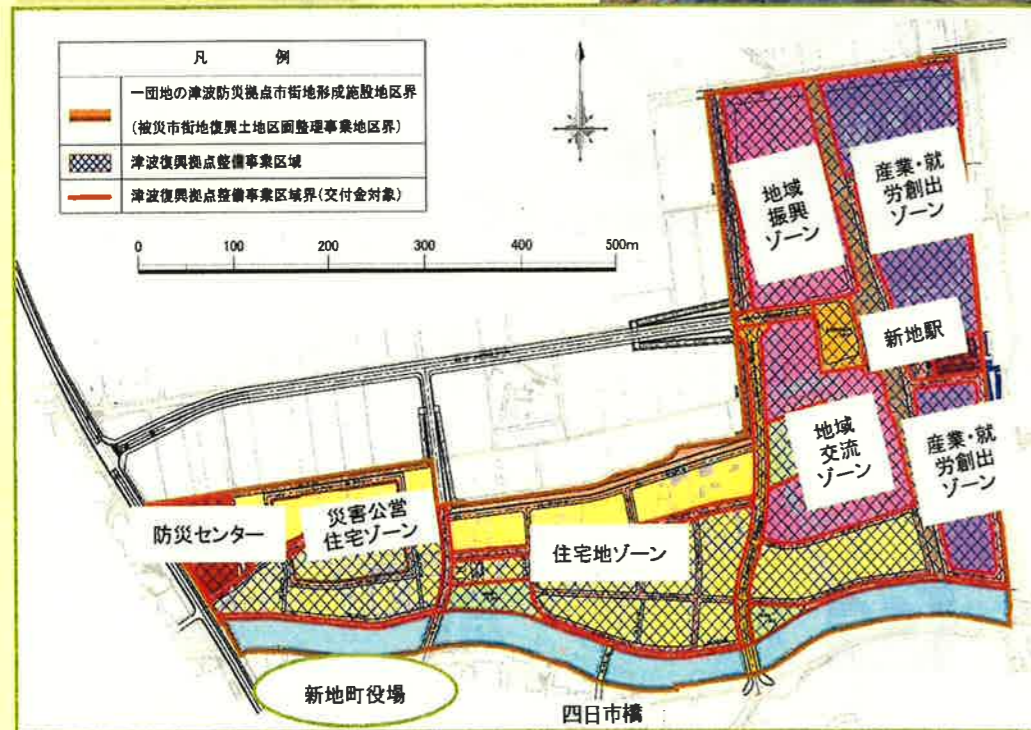 凡 例
一団地の津波防災拠点市街地形成施設地区界
(被災市街地復興土地区画整理事業地区界)
津波復興拠点整備事業区域
津波復興拠点整備事業区域界(交付金対象)
0 100 200 300 400 500m
地域
振興
ゾーン
産業・就
労創出
ゾーン
新地駅
地域
交流
ゾーン
産業・就
労創出
ゾーン
防災センター
災害公営
住宅ゾーン
住宅地ゾーン
新地町役場
四日市橋